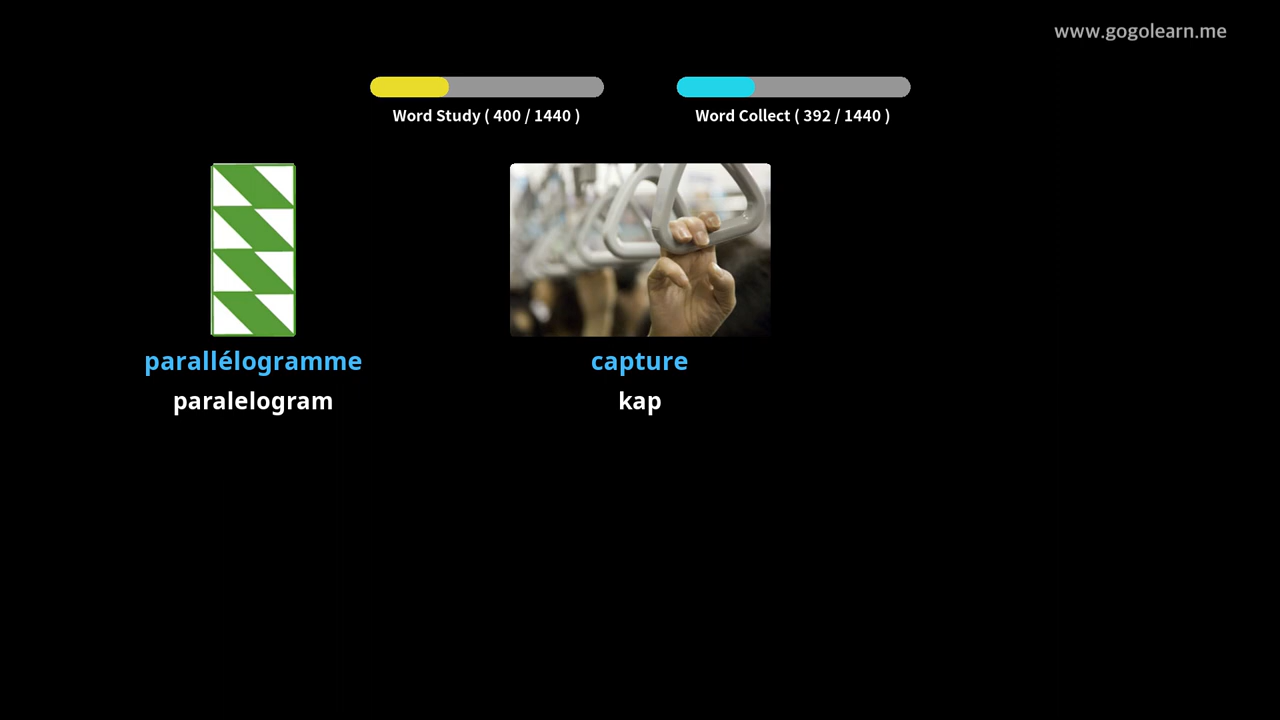 www.gogolearn.me
Word Study ( 400 / 1440 )
Word Collect ( 392 / 1440 )
parallélogramme
paralelogram
capture
kap